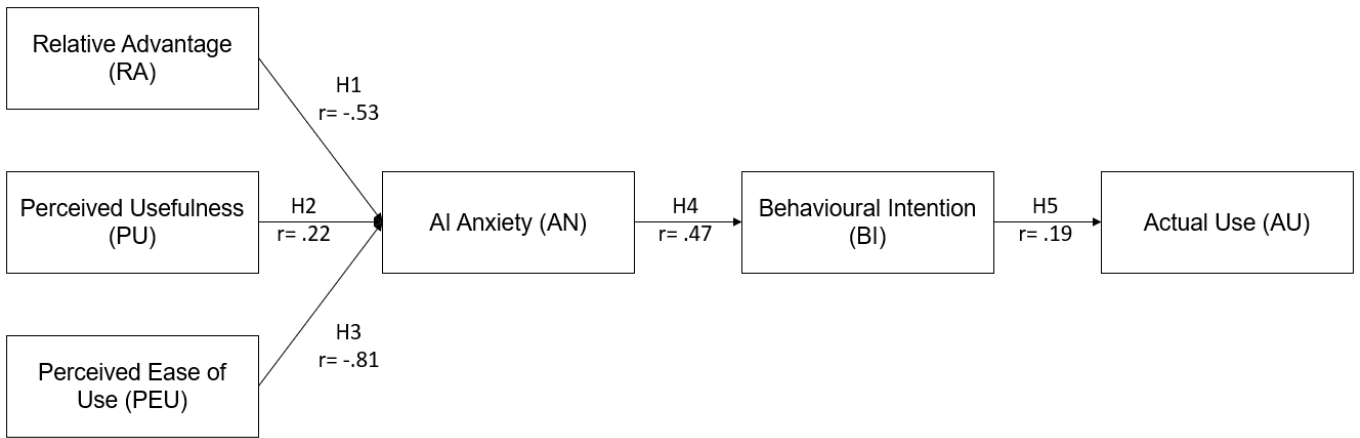 Relative Advantage
(RA)
H1
r= -.53
Perceived Usefulness
(PU)
H2
r= .22
AI Anxiety (AN)
H4
r= .47
Behavioural Intention
(BI)
H5
r= .19
Actual Use (AU)
H3
r= -.81
Perceived Ease of
Use (PEU)